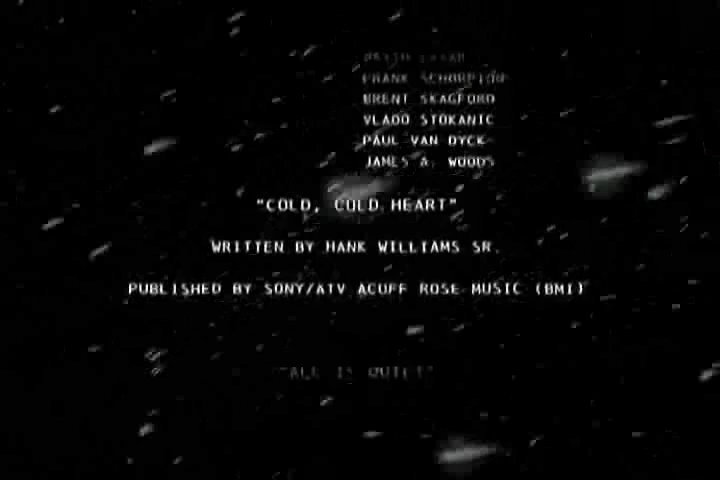 FRANK
BRENT SKAGFORD
VLADO STOKANIC
PAUL VAN DYCK
JAMES A. WOODS
"COLD, COLD HEART"
WRITTEN BY HANK WILLIAMS SR.
PUBLISHED BY SONY/ATV ACUFF ROSE MUSIC (BMI)
"ALL IS QUIET"